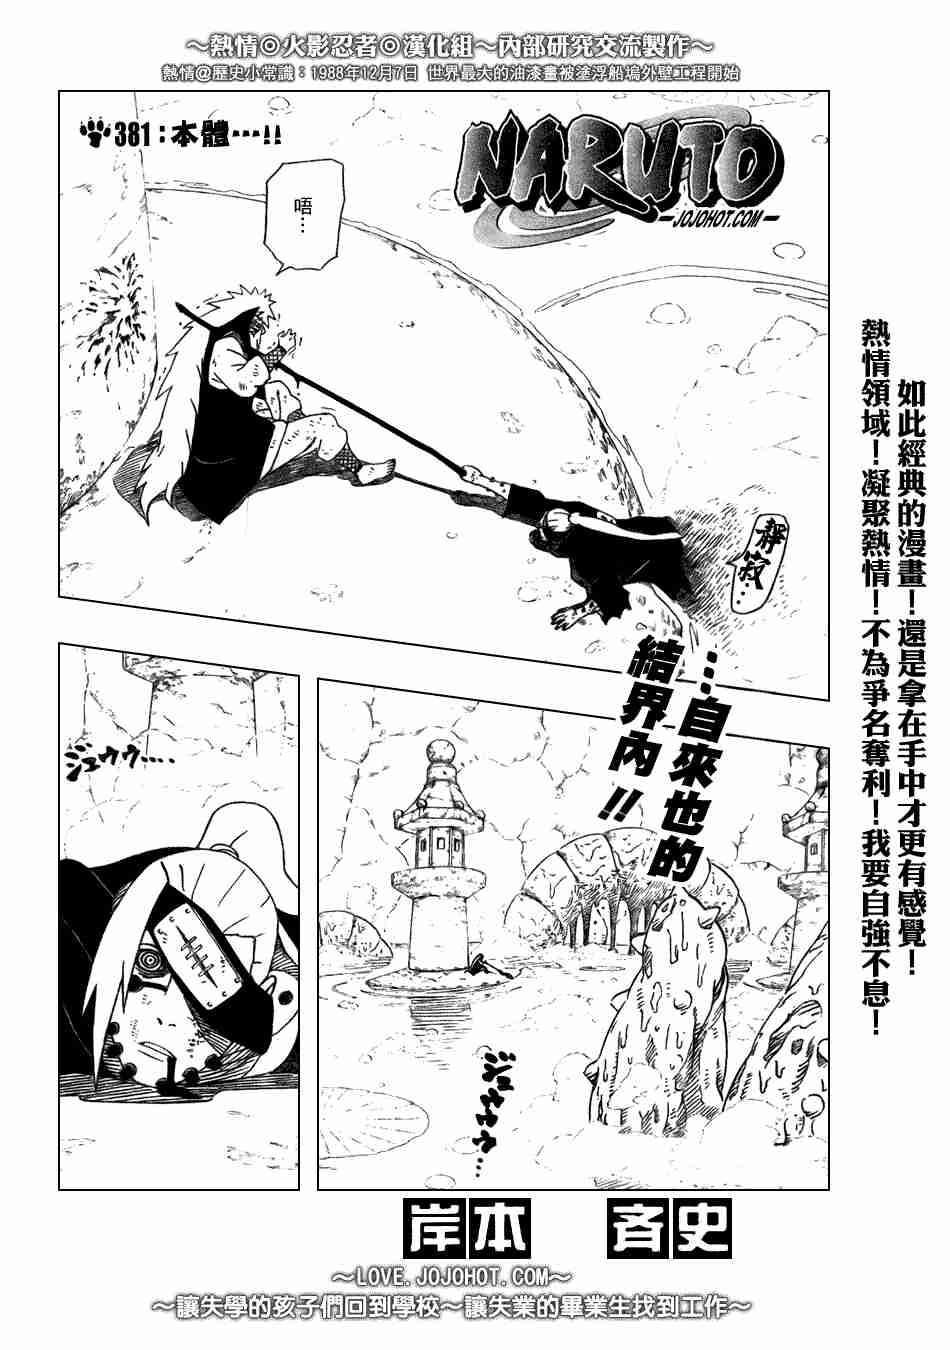 ～熱情◎火影忍者◎漢化組～內部研究交流製作～
熱情@歷史小常識：1988年12月7日 世界最大的油漆畫被塗浮船塢外壁工程開始
381：本體…!!
NARUTO
-JOJOHOT.COM-
唔…
靜寂…
…自來也的
結界內!!
如此經典的漫畫！還是拿在手中才更有感覺！
熱情領域！凝聚熱情！不為爭名奪利！我要自強不息！
ジュウゥ…
ジュウゥゥ…
岸本 斉史
～LOVE.JOJOHOT.COM～
～讓失學的孩子們回到學校～讓失業的畢業生找到工作～